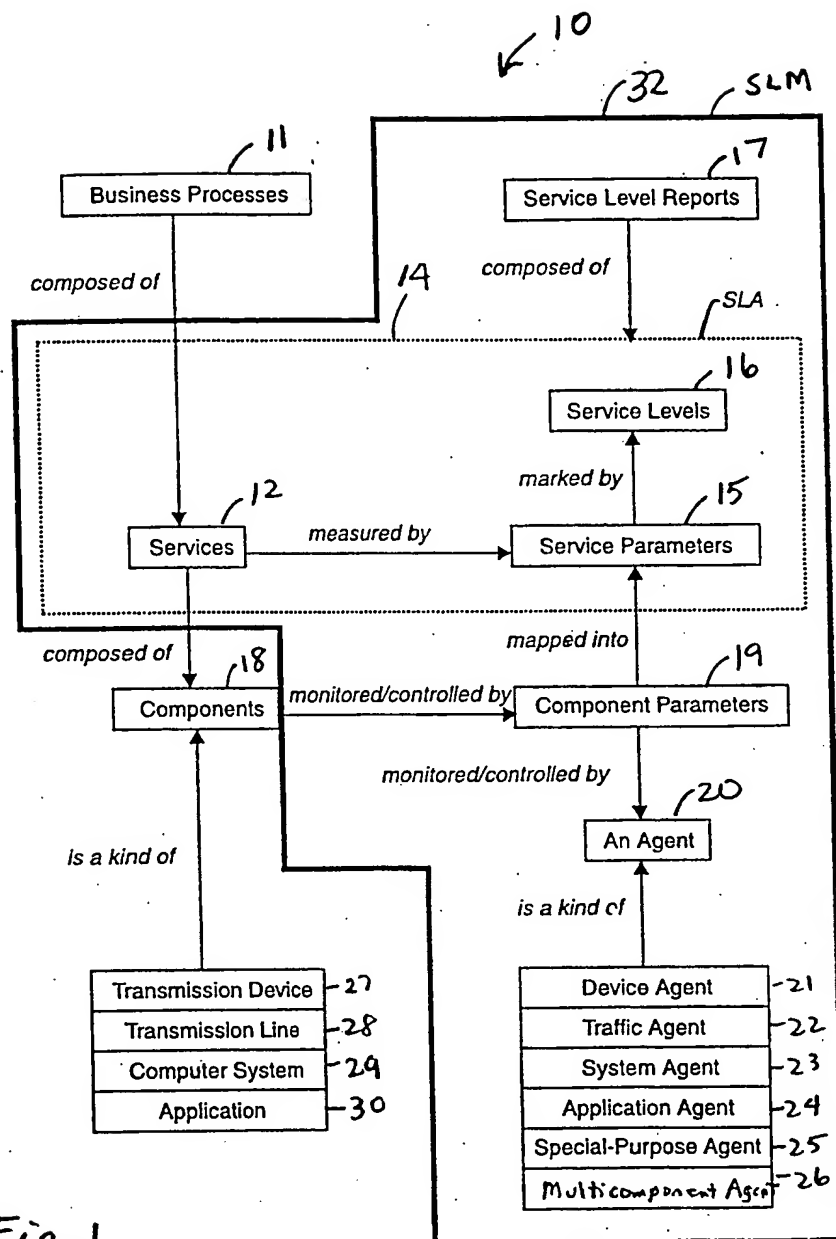 10
32
SLM
11
17
Business Processes
Service Level Reports
composed of
composed of
14
SLA
16
Service Levels
marked by
12
15
Services
measured by
Service Parameters
composed of
mapped into
18
19
Components
monitored/controlled by
Component Parameters
monitored/controlled by
20
An Agent
is a kind of
is a kind of
Transmission Device
27
Device Agent
21
Transmission Line
28
Traffic Agent
22
Computer System
29
System Agent
23
Application
30
Application Agent
24
Special-Purpose Agent
25
Multicomponent Agent
26
Fig. 1